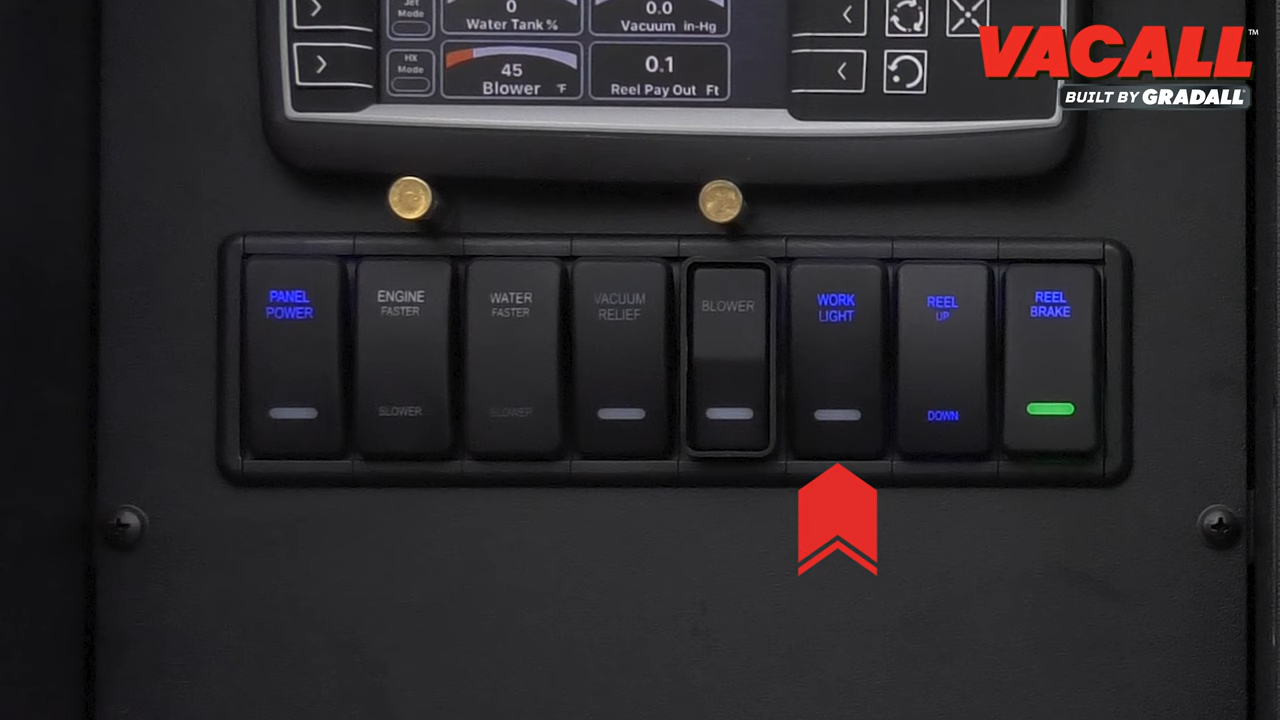 Jet
Mode
0
Water Tank %
0.0
Vacuum in-Hg
HX
Mode
45
Blower °F
0.1
Reel Pay Out Ft
VACALL™
BUILT BY GRADALL
PANEL
POWER
ENGINE
FASTER
SLOWER
WATER
FASTER
SLOWER
VACUUM
RELIEF
BLOWER
WORK
LIGHT
REEL
UP
DOWN
REEL
BRAKE